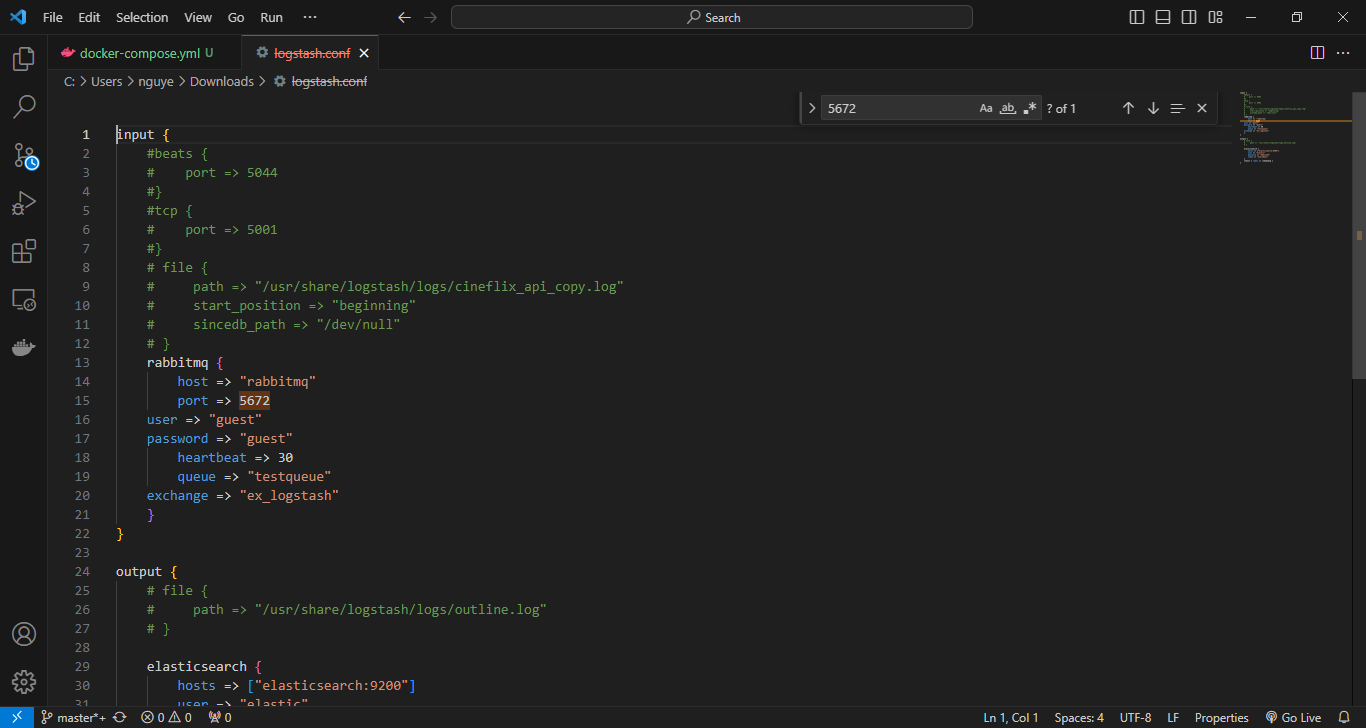 File Edit Selection View Go Run ··· Search
docker-compose.yml U logstash.conf
C: > Users > nguye > Downloads > logstash.conf
5672 Aa ab .* ? of 1
1 input {
2 #beats {
3 #    port => 5044
4 #}
5 #tcp {
6 #    port => 5001
7 #}
8 # file {
9 #     path => "/usr/share/logstash/logs/cineflix_api_copy.log"
10 #     start_position => "beginning"
11 #     sincedb_path => "/dev/null"
12 # }
13 rabbitmq {
14 host => "rabbitmq"
15 port => 5672
16 user => "guest"
17 password => "guest"
18 heartbeat => 30
19 queue => "testqueue"
20 exchange => "ex_logstash"
21 }
22 }
23
24 output {
25 # file {
26 #     path => "/usr/share/logstash/logs/outline.log"
27 # }
28
29 elasticsearch {
30 hosts => ["elasticsearch:9200"]
31 user => "elastic"
master*+ 0 0 0 Ln 1, Col 1 Spaces: 4 UTF-8 LF Properties Go Live